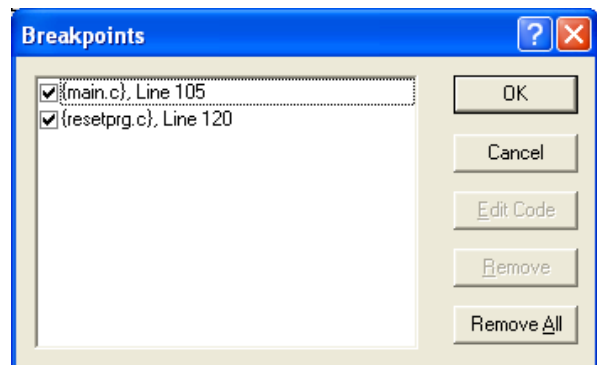 Breakpoints
{main.c}, Line 105
{resetprg.c}, Line 120
OK
Cancel
Edit Code
Remove
Remove All